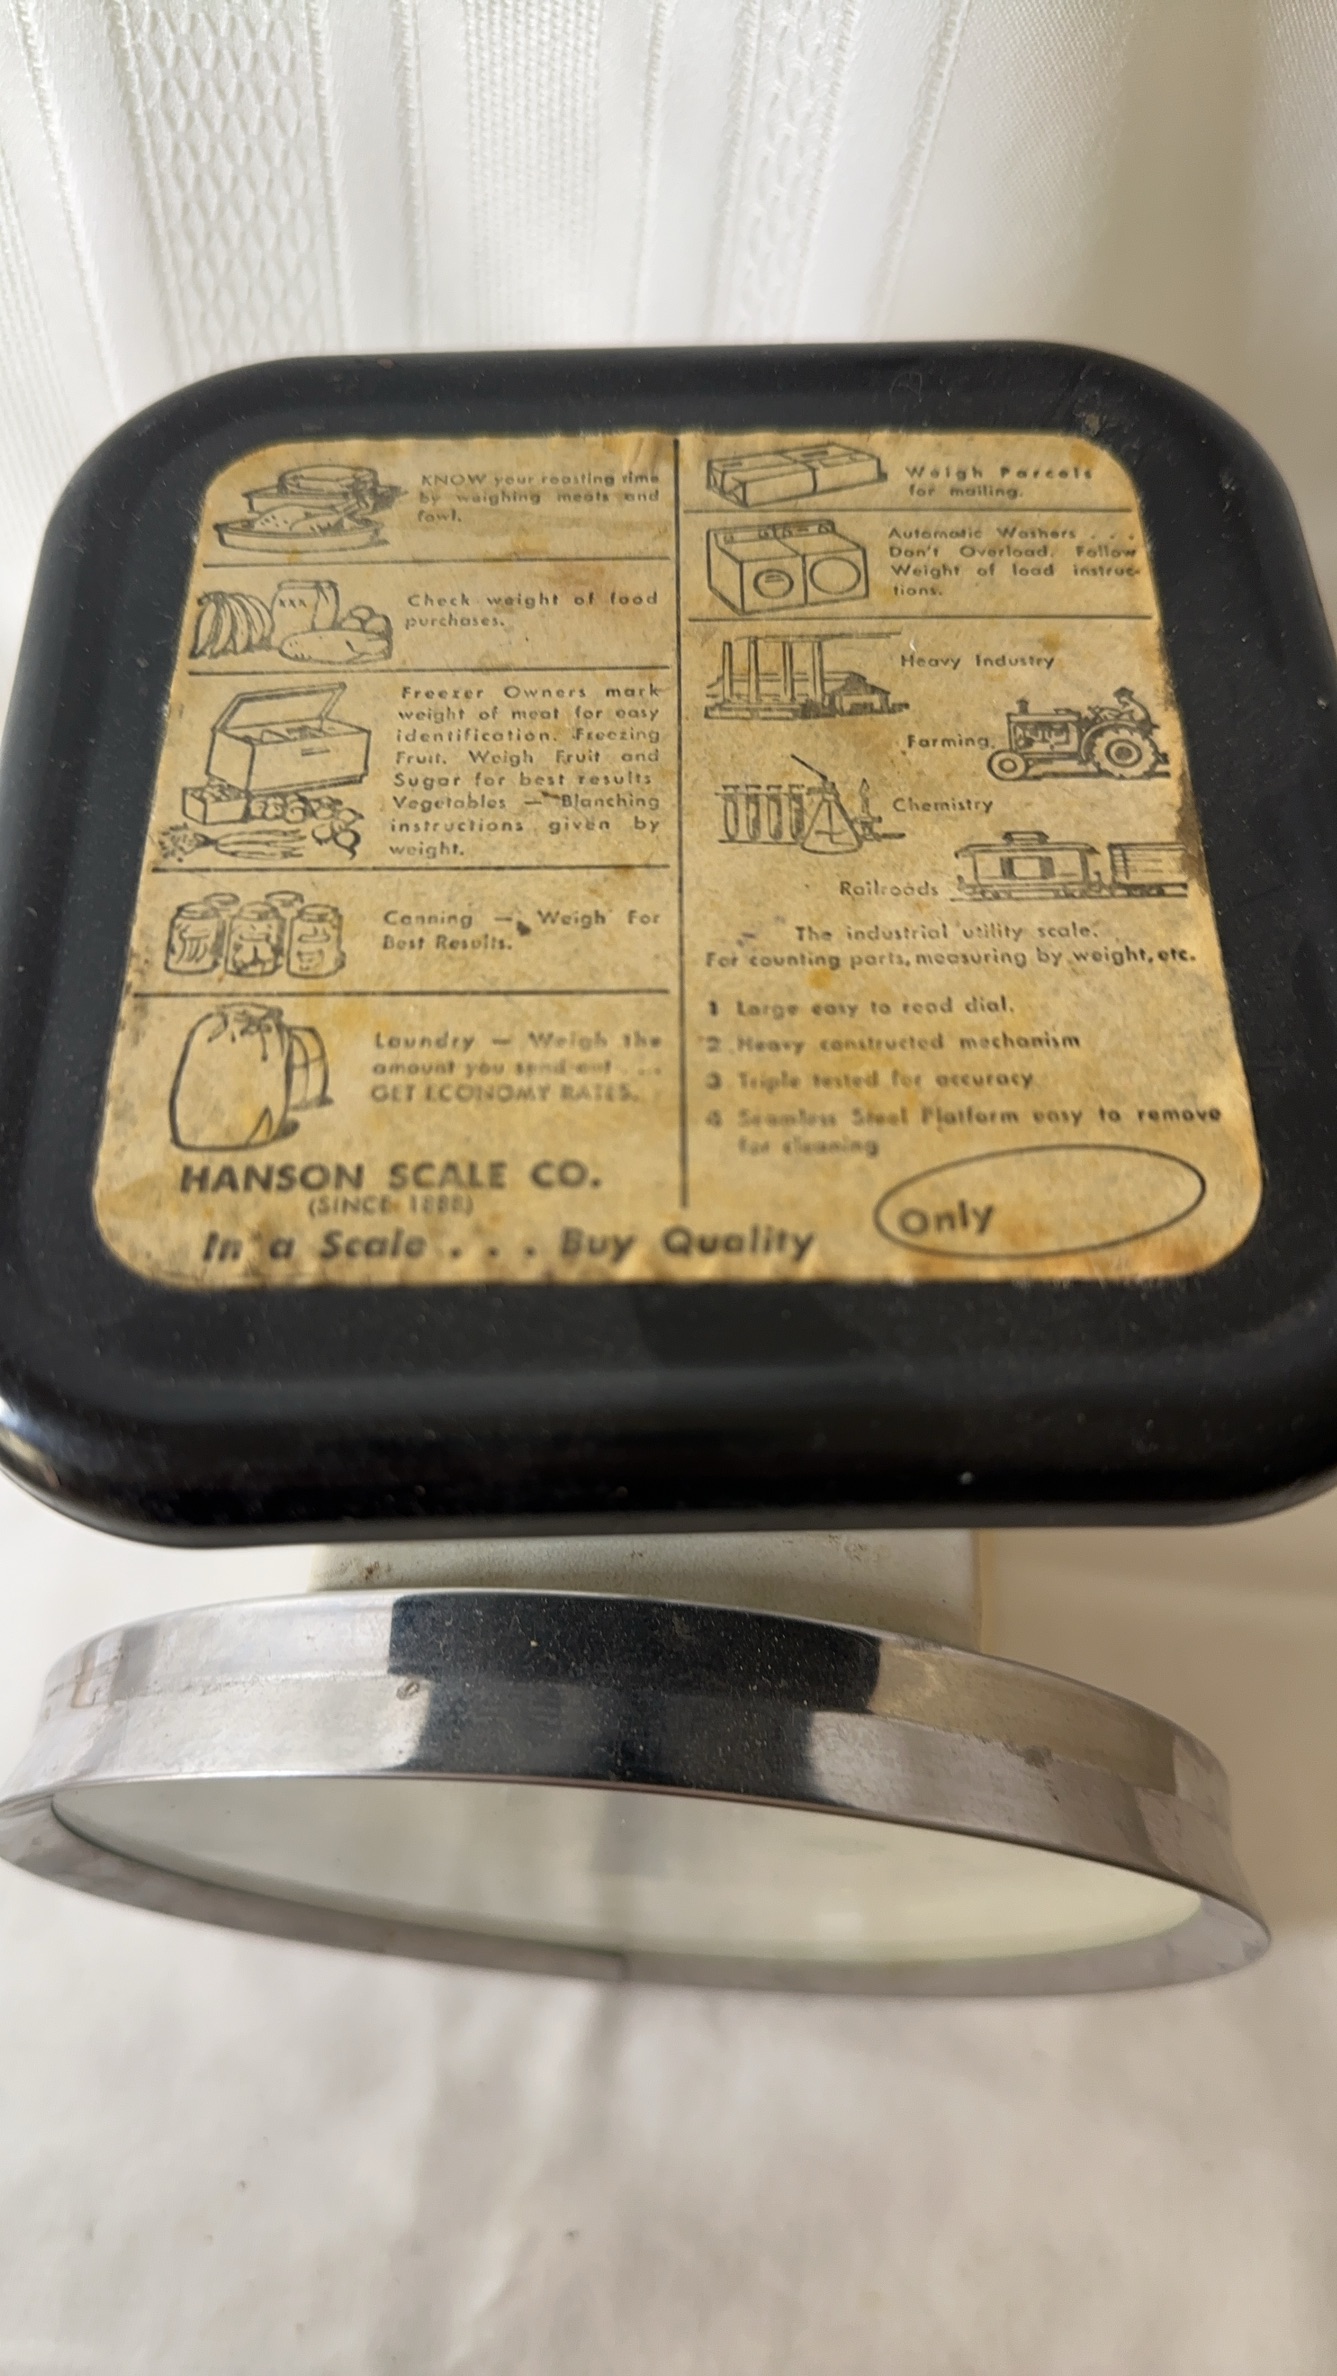 KNOW your roasting time
by weighing meats and
fowl.
XXX
Check weight of food
purchases.
Freezer Owners mark
weight of meat for easy
identification. Freezing
Fruit. Weigh Fruit and
Sugar for best results
Vegetables — Blanching
instructions given by
weight.
Canning — Weigh For
Best Results.
Laundry — Weigh the
amount you send out . . .
GET ECONOMY RATES.
HANSON SCALE CO.
(SINCE 1888)
In a Scale . . . Buy Quality
Weigh Parcels
for mailing.
Automatic Washers . . .
Don't Overload. Follow
Weight of load instruc-
tions.
Heavy Industry
Farming
Chemistry
Railroads
The industrial utility scale.
For counting parts, measuring by weight, etc.
1 Large easy to read dial.
2 Heavy constructed mechanism
3 Triple tested for accuracy
4 Seamless Steel Platform easy to remove
for cleaning
Only